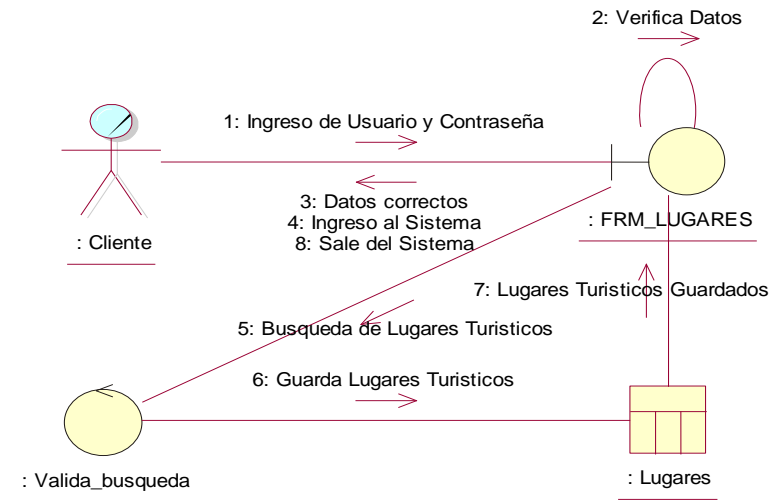 2: Verifica Datos
1: Ingreso de Usuario y Contraseña
3: Datos correctos
4: Ingreso al Sistema
8: Sale del Sistema
: Cliente
: FRM_LUGARES
7: Lugares Turisticos Guardados
5: Busqueda de Lugares Turisticos
6: Guarda Lugares Turisticos
: Valida_busqueda
: Lugares